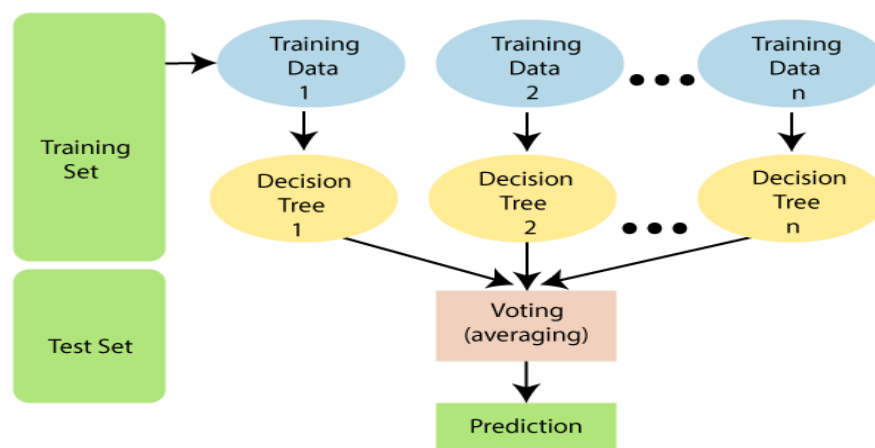 Training
Set
Training
Data
1
Training
Data
2
Training
Data
n
Decision
Tree
1
Decision
Tree
2
Decision
Tree
n
Test Set
Voting
(averaging)
Prediction